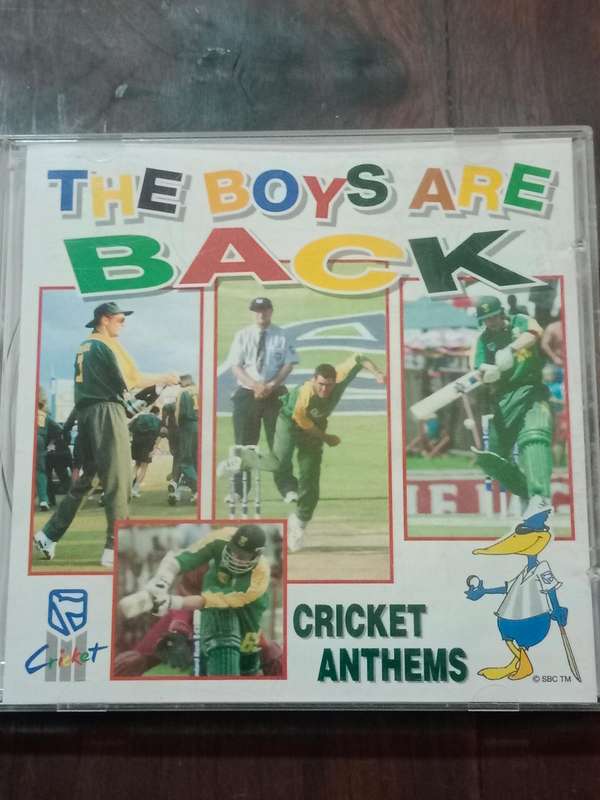 THE BOYS ARE
BACK
CRICKET
ANTHEMS
Cricket
© SBC TM